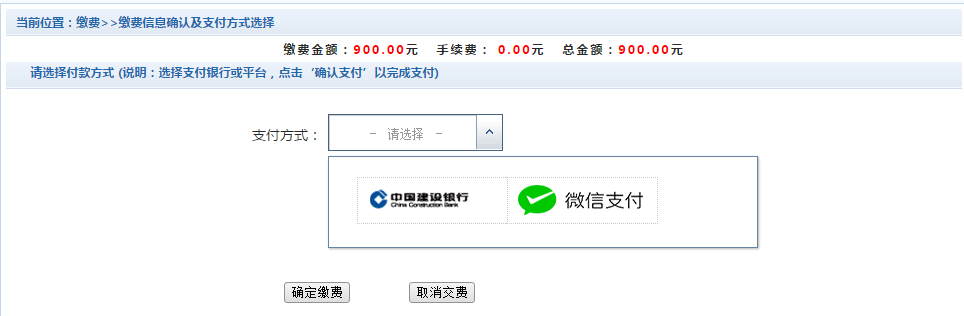 当前位置：缴费>>缴费信息确认及支付方式选择
缴费金额：900.00元 手续费： 0.00元 总金额：900.00元
请选择付款方式 (说明：选择支付银行或平台，点击‘确认支付’以完成支付)
支付方式： - 请选择 -
中国建设银行 微信支付
China Construction Bank
确定缴费 取消交费